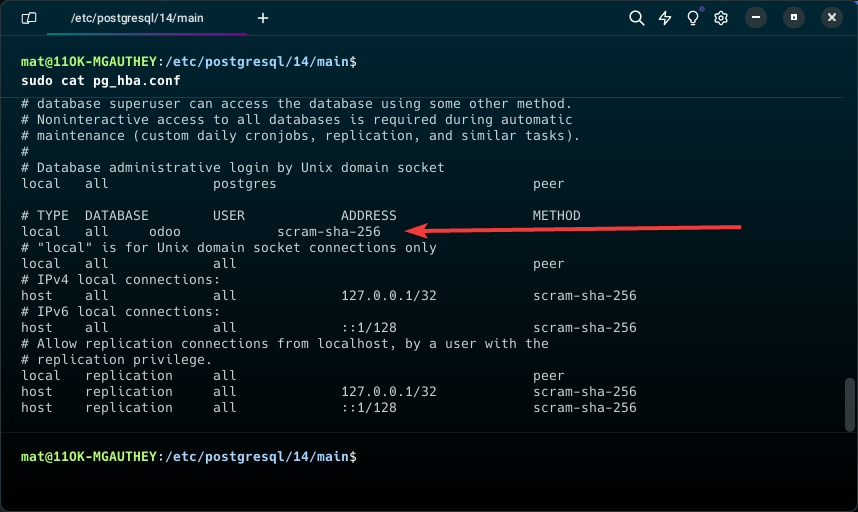 /etc/postgresql/14/main
mat@11OK-MGAUTHEY:/etc/postgresql/14/main$
sudo cat pg_hba.conf
# database superuser can access the database using some other method.
# Noninteractive access to all databases is required during automatic
# maintenance (custom daily cronjobs, replication, and similar tasks).
#
# Database administrative login by Unix domain socket
local   all             postgres                                peer
# TYPE  DATABASE        USER            ADDRESS                 METHOD
local   all     odoo            scram-sha-256
# "local" is for Unix domain socket connections only
local   all             all                                     peer
# IPv4 local connections:
host    all             all             127.0.0.1/32            scram-sha-256
# IPv6 local connections:
host    all             all             ::1/128                 scram-sha-256
# Allow replication connections from localhost, by a user with the
# replication privilege.
local   replication     all                                     peer
host    replication     all             127.0.0.1/32            scram-sha-256
host    replication     all             ::1/128                 scram-sha-256
mat@11OK-MGAUTHEY:/etc/postgresql/14/main$